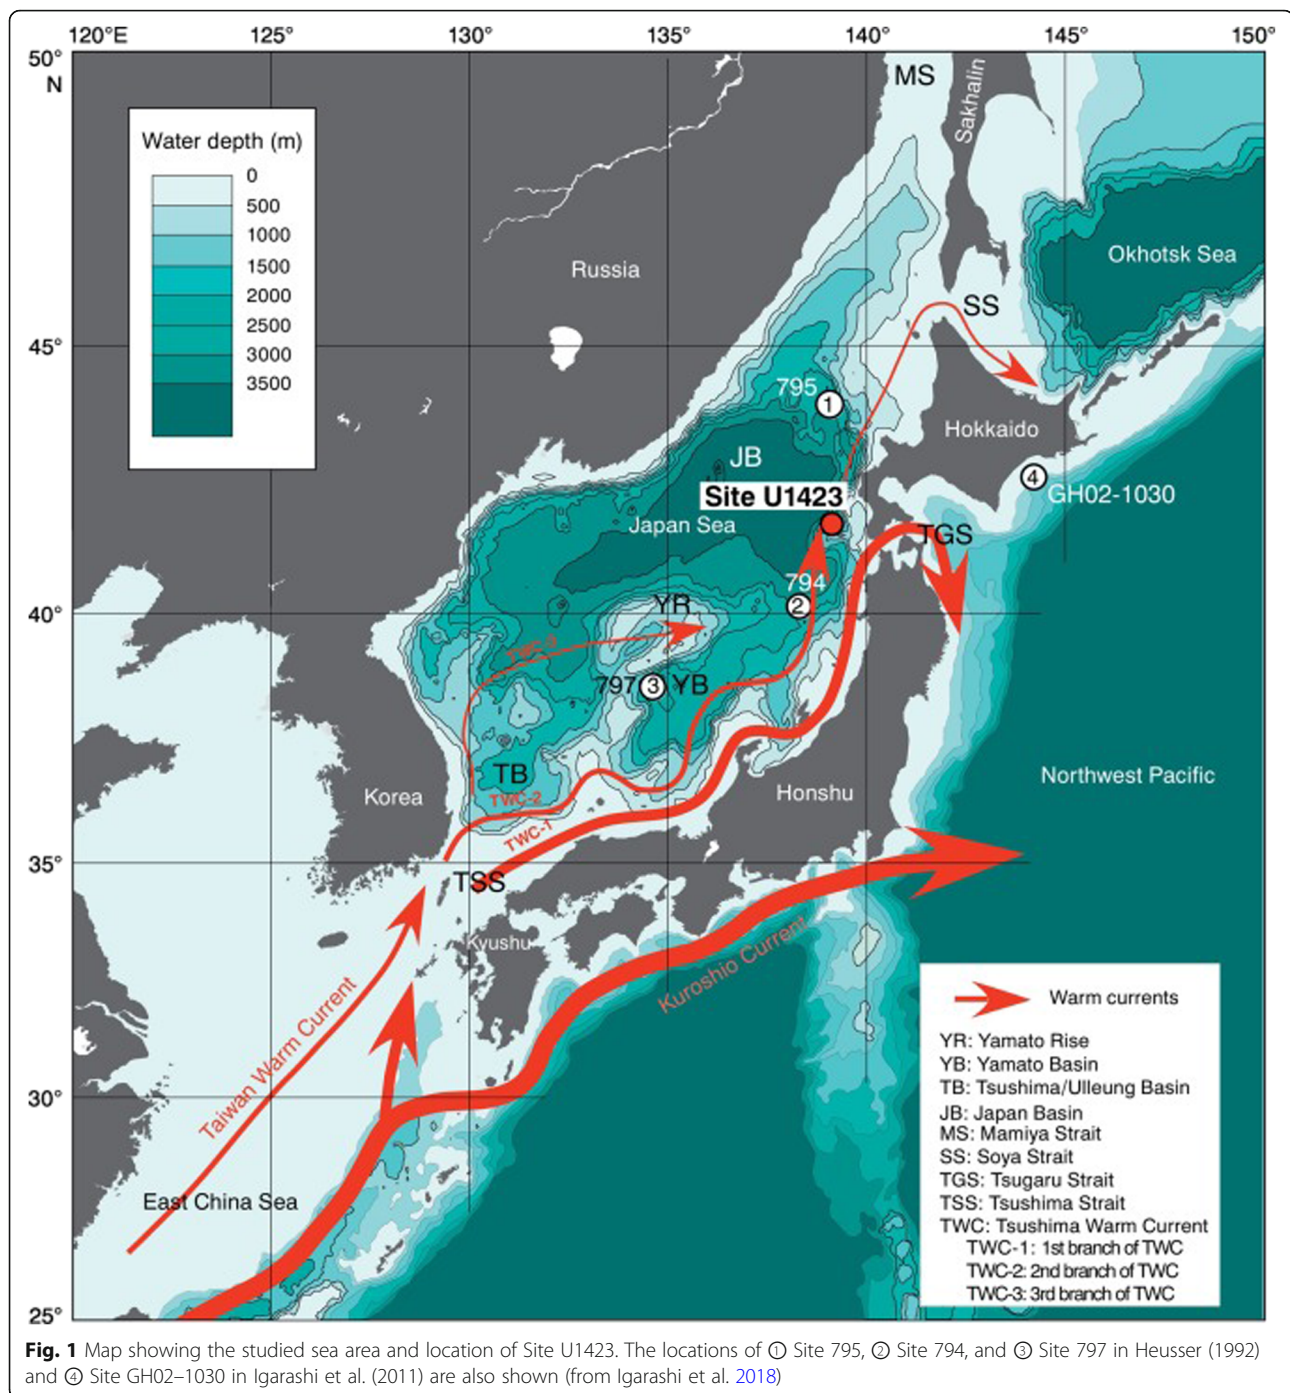 120°E 125° 130° 135° 140° 145° 150°
50°
N
MS
Sakhalin
Water depth (m)
0
500
1000
1500
2000
2500
3000
3500
Russia
Okhotsk Sea
SS
45°
795
1
Hokkaido
JB
4
GH02-1030
Site U1423
Japan Sea
TGS
794
2
40°
YR
TWC-3
797
3
YB
TB
Korea
TWC-2
TWC-1
Honshu
Northwest Pacific
35°
TSS
Kyushu
Kuroshio Current
Taiwan Warm Current
30°
East China Sea
25°
Warm currents
YR: Yamato Rise
YB: Yamato Basin
TB: Tsushima/Ulleung Basin
JB: Japan Basin
MS: Mamiya Strait
SS: Soya Strait
TGS: Tsugaru Strait
TSS: Tsushima Strait
TWC: Tsushima Warm Current
TWC-1: 1st branch of TWC
TWC-2: 2nd branch of TWC
TWC-3: 3rd branch of TWC
Fig. 1 Map showing the studied sea area and location of Site U1423. The locations of ① Site 795, ② Site 794, and ③ Site 797 in Heusser (1992)
and ④ Site GH02–1030 in Igarashi et al. (2011) are also shown (from Igarashi et al. 2018)